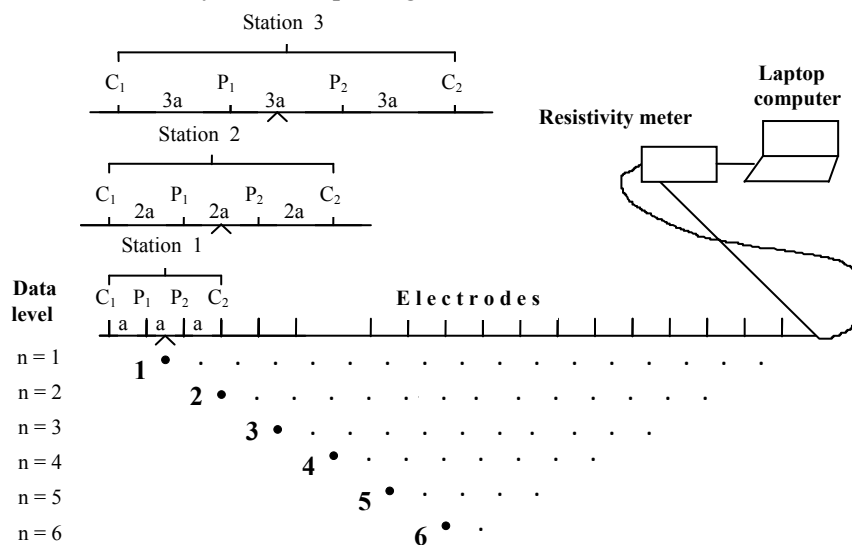 Station 3
C₁ P₁ P₂ C₂
3a 3a 3a
Station 2
C₁ P₁ P₂ C₂
2a 2a 2a
Station 1
C₁ P₁ P₂ C₂
a a a
Resistivity meter
Laptop
computer
Electrodes
Data
level
n = 1
1
n = 2
2
n = 3
3
n = 4
4
n = 5
5
n = 6
6